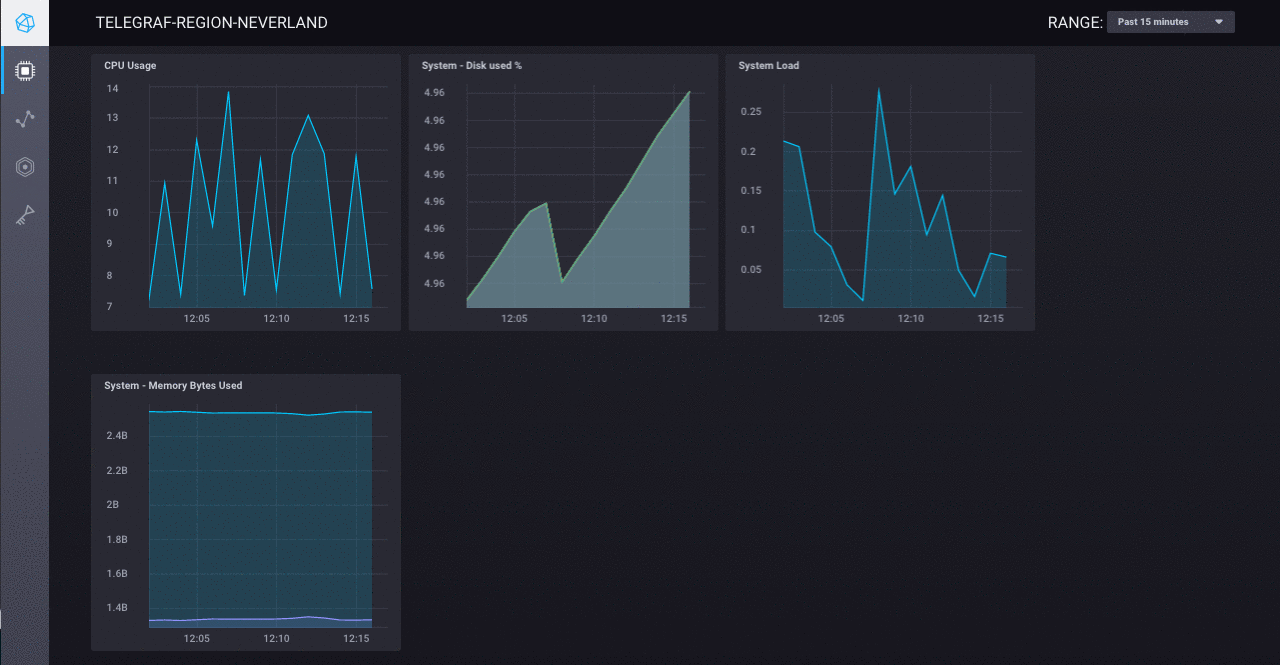 TELEGRAF-REGION-NEVERLAND
RANGE: Past 15 minutes
CPU Usage
14
13
12
11
10
9
8
7
12:05 12:10 12:15
System - Disk used %
4.96
4.96
4.96
4.96
4.96
4.96
4.96
4.96
12:05 12:10 12:15
System Load
0.25
0.2
0.15
0.1
0.05
12:05 12:10 12:15
System - Memory Bytes Used
2.4B
2.2B
2B
1.8B
1.6B
1.4B
12:05 12:10 12:15